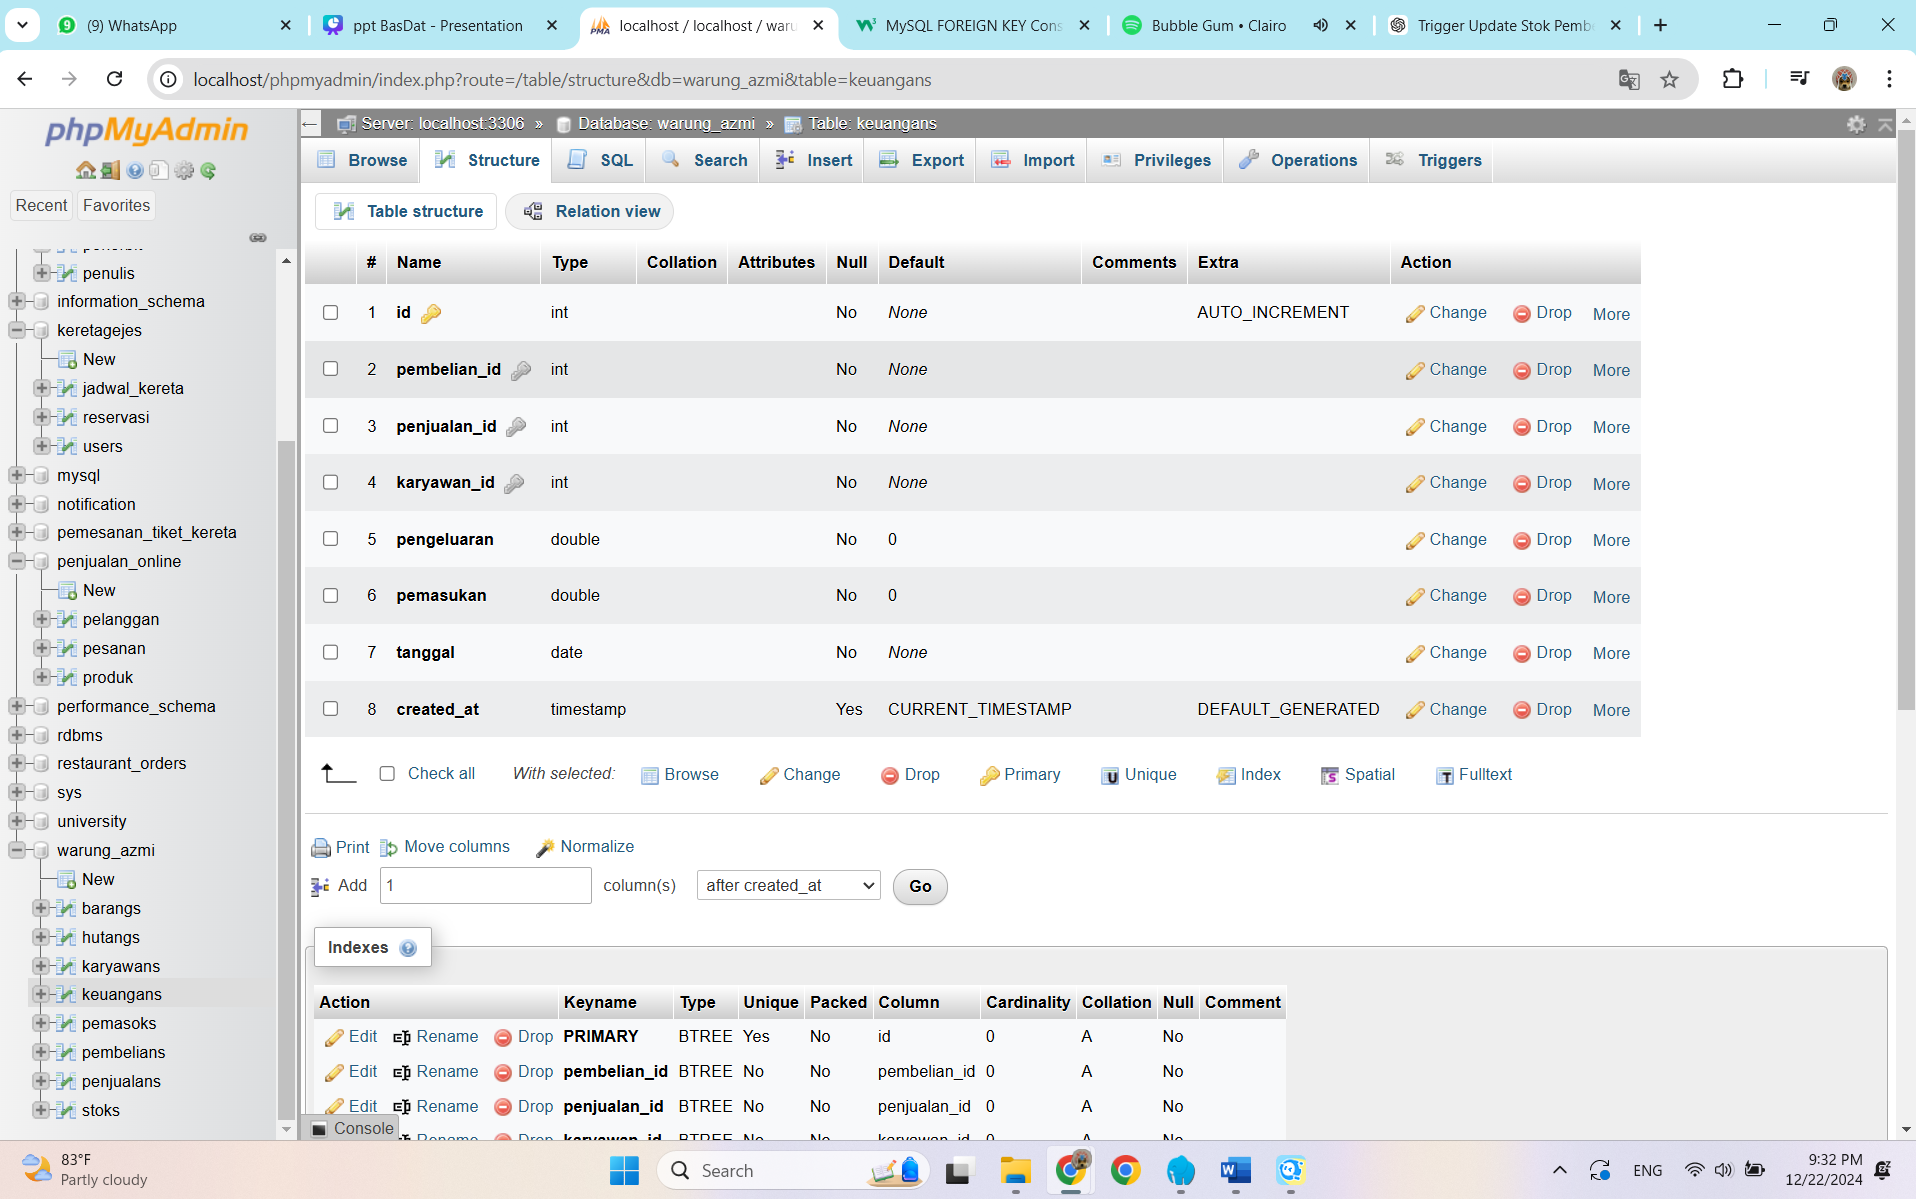 (9) WhatsApp
ppt BasDat - Presentation
localhost / localhost / waru
MySQL FOREIGN KEY Cons
Bubble Gum • Clairo
Trigger Update Stok Pembe
localhost/phpmyadmin/index.php?route=/table/structure&db=warung_azmi&table=keuangans
phpMyAdmin
Recent
Favorites
penulis
information_schema
keretagejes
New
jadwal_kereta
reservasi
users
mysql
notification
pemesanan_tiket_kereta
penjualan_online
New
pelanggan
pesanan
produk
performance_schema
rdbms
restaurant_orders
sys
university
warung_azmi
New
barangs
hutangs
karyawans
keuangans
pemasoks
pembelians
penjualans
stoks
Server: localhost:3306 » Database: warung_azmi » Table: keuangans
Browse Structure SQL Search Insert Export Import Privileges Operations Triggers
Table structure Relation view
# Name Type Collation Attributes Null Default Comments Extra Action
1 id int No None AUTO_INCREMENT Change Drop More
2 pembelian_id int No None Change Drop More
3 penjualan_id int No None Change Drop More
4 karyawan_id int No None Change Drop More
5 pengeluaran double No 0 Change Drop More
6 pemasukan double No 0 Change Drop More
7 tanggal date No None Change Drop More
8 created_at timestamp Yes CURRENT_TIMESTAMP DEFAULT_GENERATED Change Drop More
Check all With selected: Browse Change Drop Primary Unique Index Spatial Fulltext
Print Move columns Normalize
Add 1 column(s) after created_at Go
Indexes
Action Keyname Type Unique Packed Column Cardinality Collation Null Comment
Edit Rename Drop PRIMARY BTREE Yes No id 0 A No
Edit Rename Drop pembelian_id BTREE No No pembelian_id 0 A No
Edit Rename Drop penjualan_id BTREE No No penjualan_id 0 A No
Rename Drop karyawan_id BTREE No No karyawan_id 0 A No
Console
83°F
Partly cloudy
Search
ENG
9:32 PM
12/22/2024